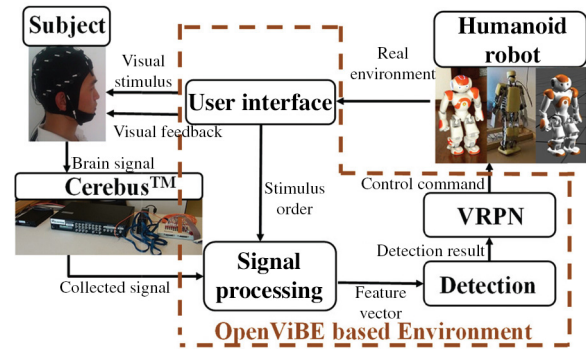 Subject
Humanoid
robot
Visual
stimulus
Real
environment
User interface
Visual feedback
Brain signal
Cerebus™
Stimulus
order
Control command
VRPN
Detection result
Signal
processing
Detection
Collected signal
Feature
vector
OpenViBE based Environment